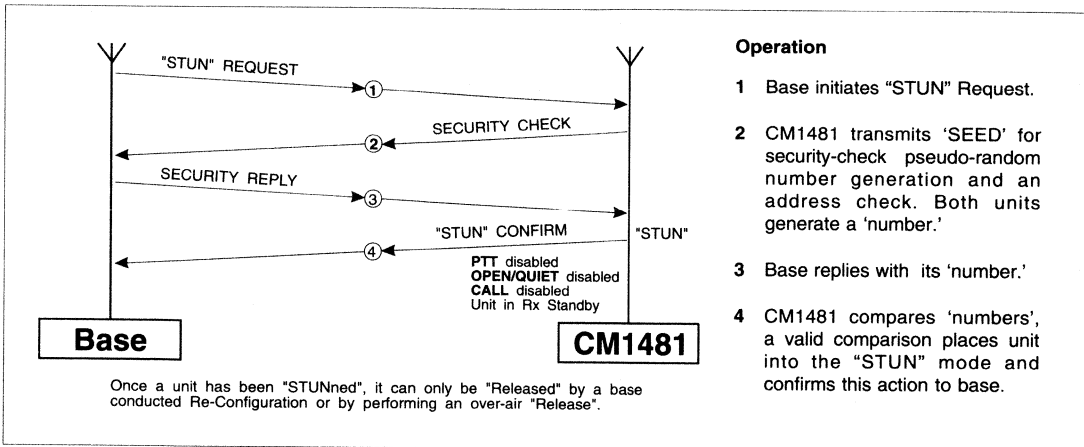 "STUN" REQUEST
1
SECURITY CHECK
2
SECURITY REPLY
3
"STUN" CONFIRM
"STUN"
4
PTT disabled
OPEN/QUIET disabled
CALL disabled
Unit in Rx Standby
Base
CM1481
Once a unit has been "STUNned", it can only be "Released" by a base
conducted Re-Configuration or by performing an over-air "Release".
Operation
1 Base initiates “STUN” Request.
2 CM1481 transmits ‘SEED’ for
security-check pseudo-random
number generation and an
address check. Both units
generate a ‘number.’
3 Base replies with its ‘number.’
4 CM1481 compares ‘numbers’,
a valid comparison places unit
into the “STUN” mode and
confirms this action to base.